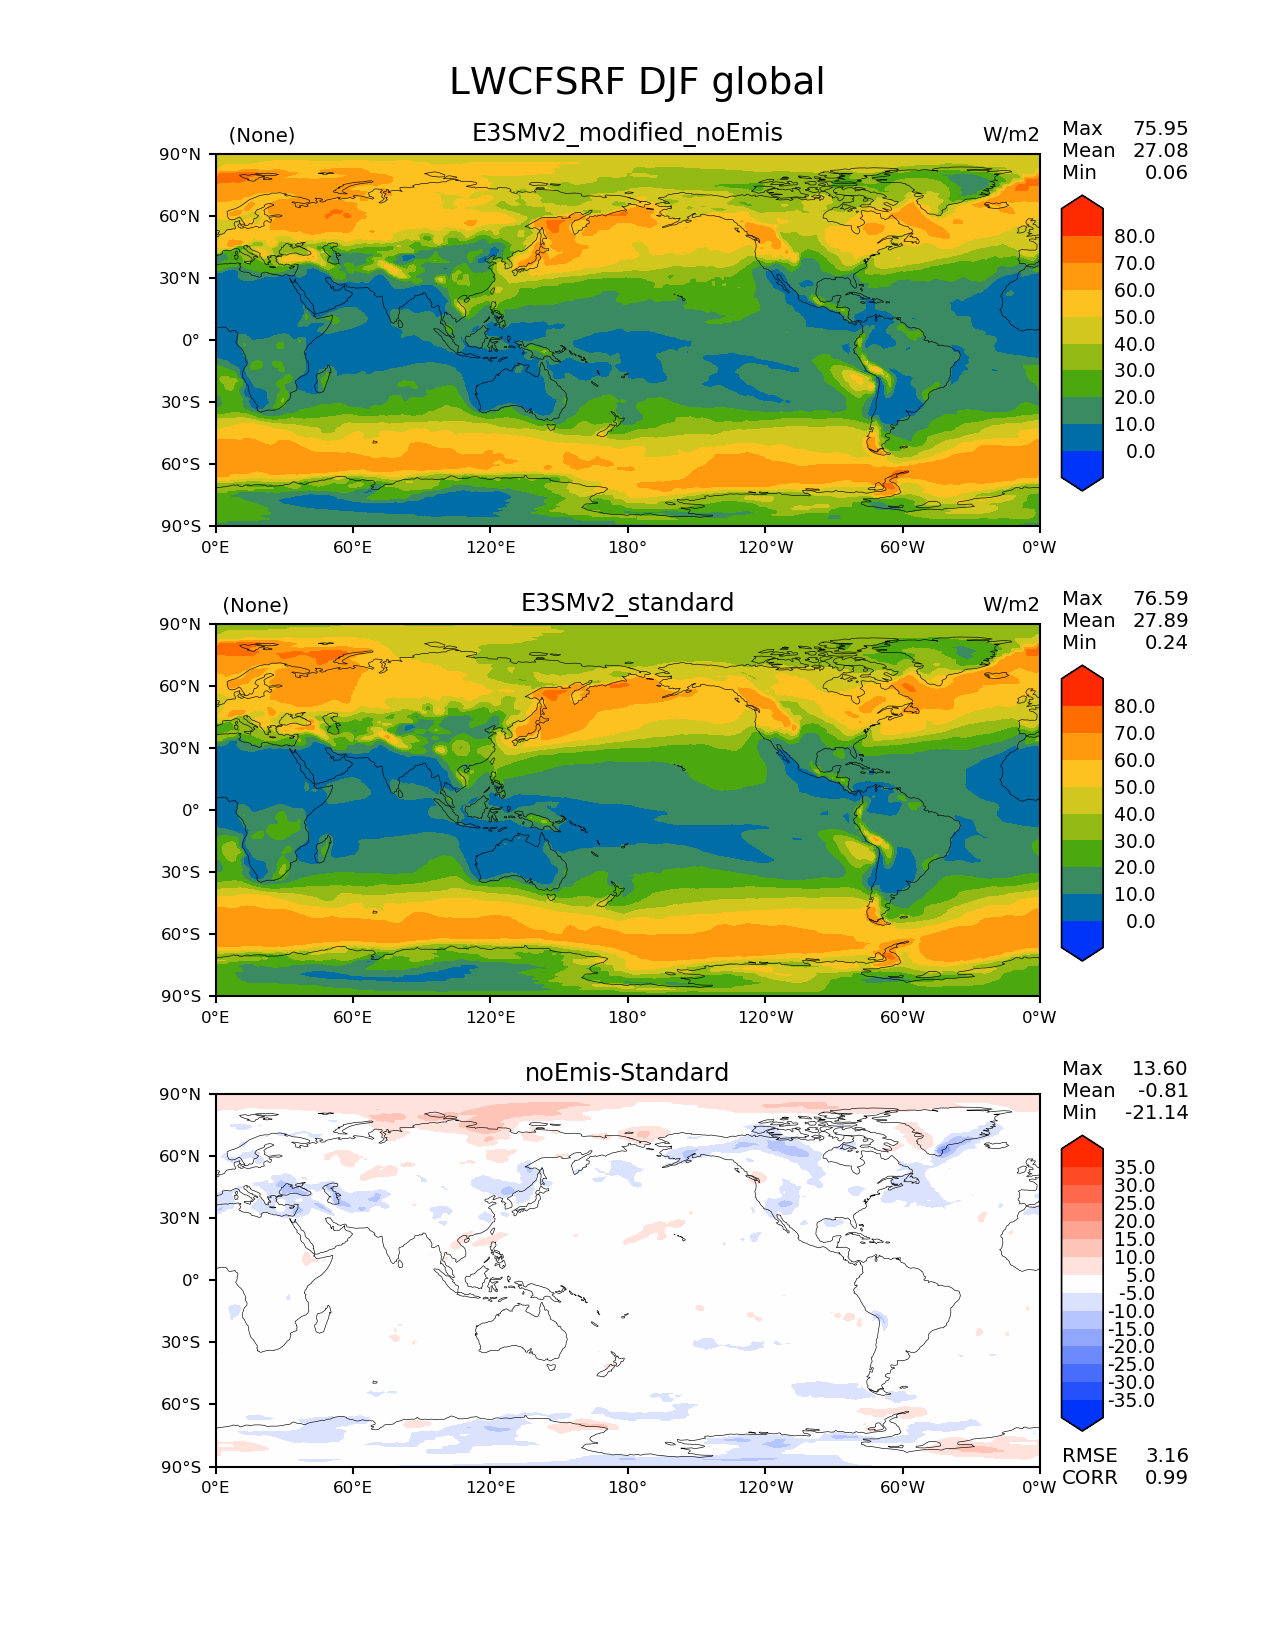 LWCFSRF DJF global
(None) E3SMv2_modified_noEmis W/m2
Max 75.95
Mean 27.08
Min 0.06
90°N
60°N
30°N
0°
30°S
60°S
90°S
0°E 60°E 120°E 180° 120°W 60°W 0°W
80.0
70.0
60.0
50.0
40.0
30.0
20.0
10.0
0.0
(None) E3SMv2_standard W/m2
Max 76.59
Mean 27.89
Min 0.24
90°N
60°N
30°N
0°
30°S
60°S
90°S
0°E 60°E 120°E 180° 120°W 60°W 0°W
80.0
70.0
60.0
50.0
40.0
30.0
20.0
10.0
0.0
noEmis-Standard
Max 13.60
Mean -0.81
Min -21.14
90°N
60°N
30°N
0°
30°S
60°S
90°S
0°E 60°E 120°E 180° 120°W 60°W 0°W
35.0
30.0
25.0
20.0
15.0
10.0
5.0
-5.0
-10.0
-15.0
-20.0
-25.0
-30.0
-35.0
RMSE 3.16
CORR 0.99